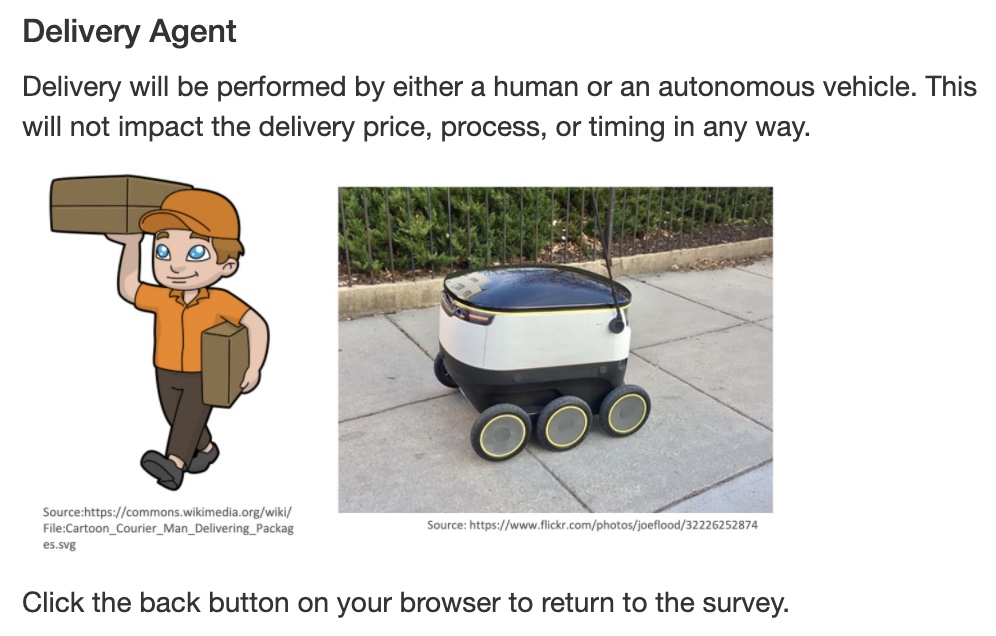 Delivery Agent
Delivery will be performed by either a human or an autonomous vehicle. This
will not impact the delivery price, process, or timing in any way.
Source:https://commons.wikimedia.org/wiki/
File:Cartoon_Courier_Man_Delivering_Packag
es.svg
Source: https://www.flickr.com/photos/joeflood/32226252874
Click the back button on your browser to return to the survey.